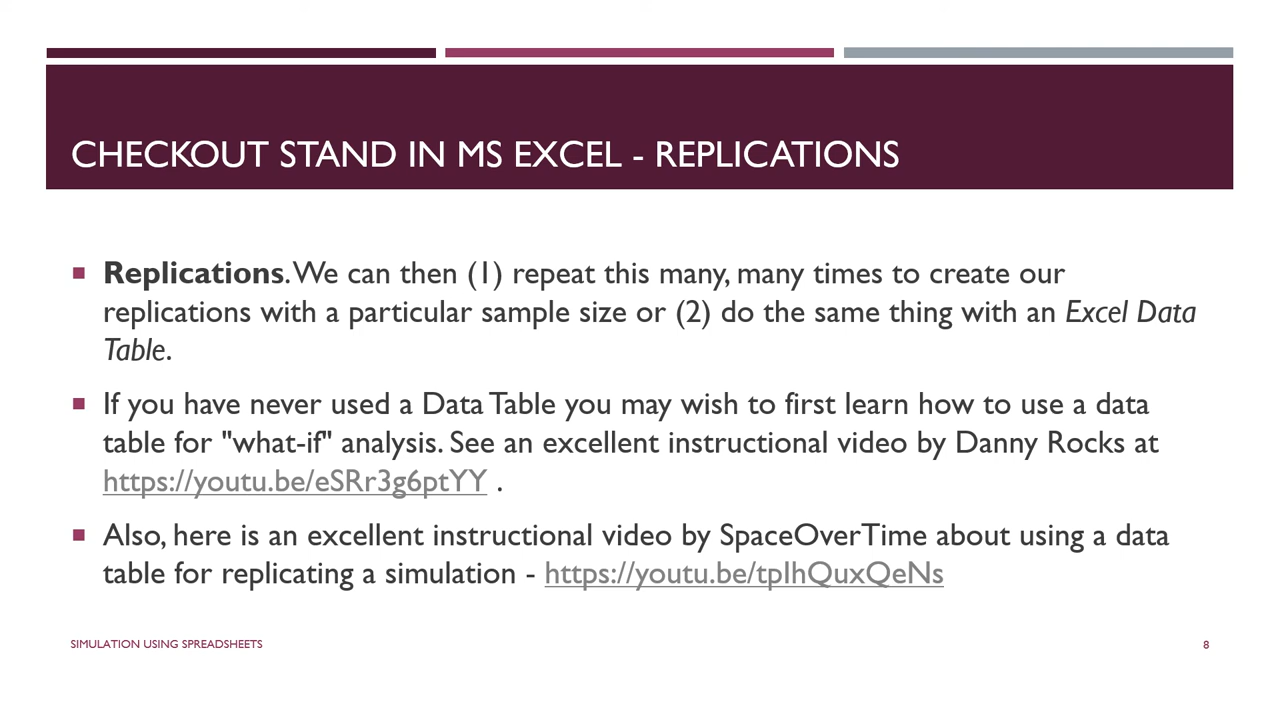 CHECKOUT STAND IN MS EXCEL - REPLICATIONS
Replications. We can then (1) repeat this many, many times to create our
replications with a particular sample size or (2) do the same thing with an Excel Data
Table.
If you have never used a Data Table you may wish to first learn how to use a data
table for "what-if" analysis. See an excellent instructional video by Danny Rocks at
https://youtu.be/eSRr3g6ptYY .
Also, here is an excellent instructional video by SpaceOverTime about using a data
table for replicating a simulation - https://youtu.be/tpIhQuxQeNs
SIMULATION USING SPREADSHEETS
8